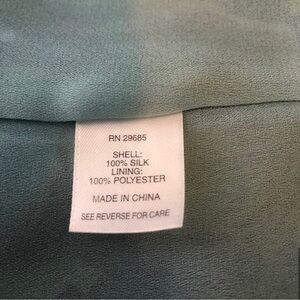 RN 29685
SHELL:
100% SILK
LINING:
100% POLYESTER
MADE IN CHINA
SEE REVERSE FOR CARE